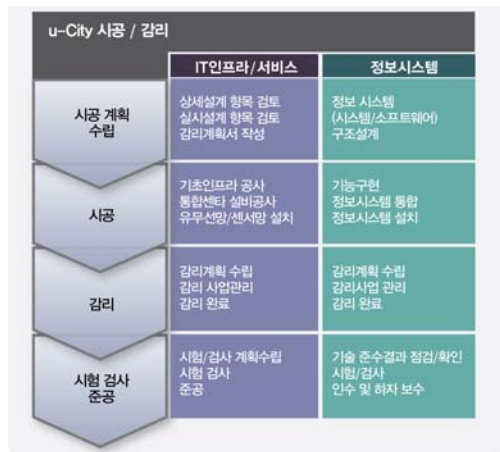 u-City 시공 / 감리
IT인프라/서비스
정보시스템
시공 계획
수립
상세설계 항목 검토
실시설계 항목 검토
감리계획서 작성
정보 시스템
(시스템/소프트웨어)
구조설계
시공
기초인프라 공사
통합센타 설비공사
유무선망/센서망 설치
기능구현
정보시스템 통합
정보시스템 설치
감리
감리계획 수립
감리 사업관리
감리 완료
감리계획 수립
감리사업 관리
감리 완료
시험 검사
준공
시험/검사 계획수립
시험 검사
준공
기술 준수결과 점검/확인
시험/검사
인수 및 하자 보수